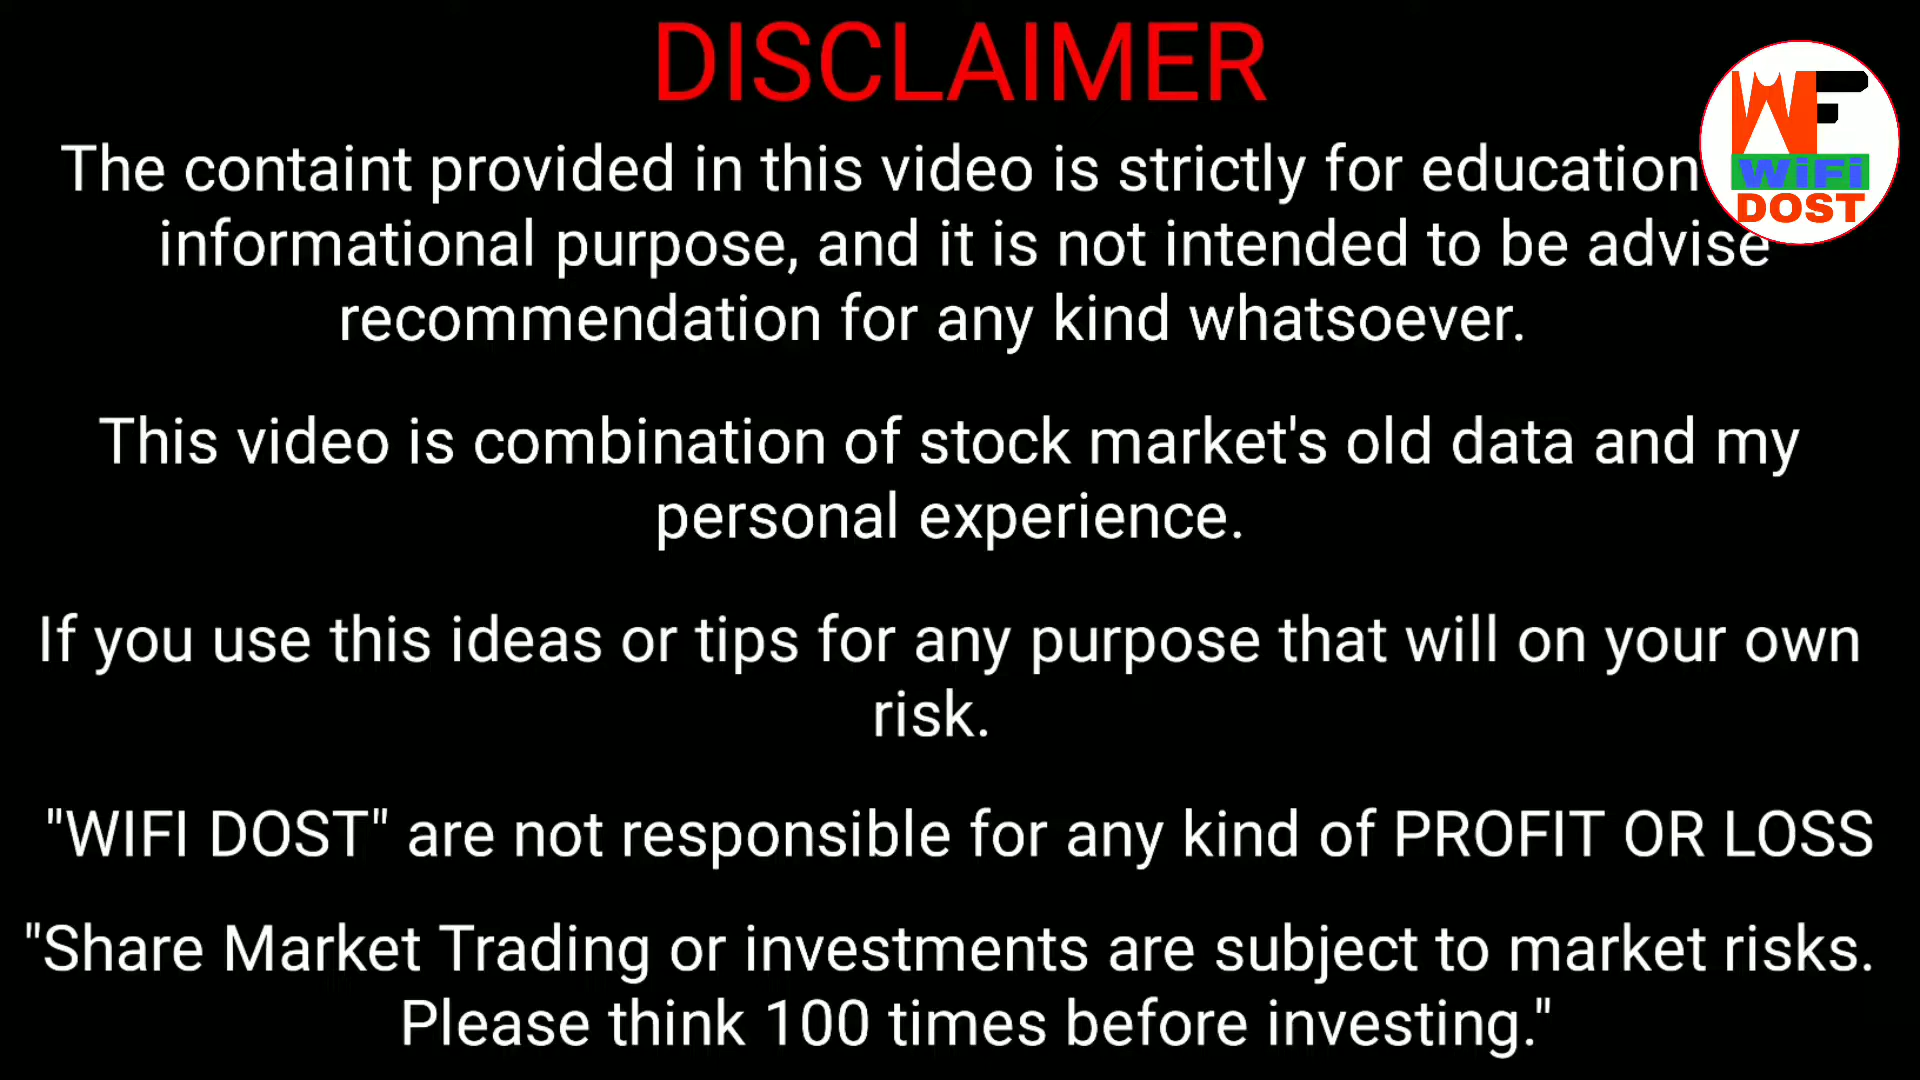 DISCLAIMER
The containt provided in this video is strictly for education
informational purpose, and it is not intended to be advise
recommendation for any kind whatsoever.
This video is combination of stock market's old data and my
personal experience.
If you use this ideas or tips for any purpose that will on your own
risk.
"WIFI DOST" are not responsible for any kind of PROFIT OR LOSS
"Share Market Trading or investments are subject to market risks.
Please think 100 times before investing."
WF
WiFi
DOST